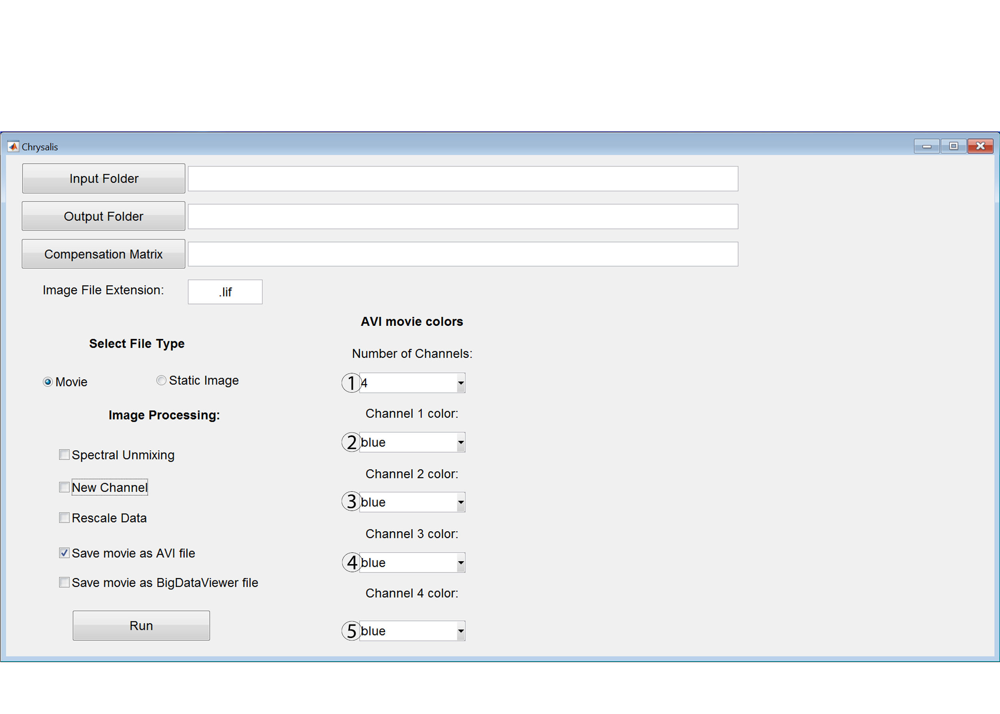 Chrysalis
Input Folder
Output Folder
Compensation Matrix
Image File Extension:
.lif
Select File Type
Movie
Static Image
Image Processing:
Spectral Unmixing
New Channel
Rescale Data
Save movie as AVI file
Save movie as BigDataViewer file
Run
AVI movie colors
Number of Channels:
① 4
Channel 1 color:
② blue
Channel 2 color:
③ blue
Channel 3 color:
④ blue
Channel 4 color:
⑤ blue